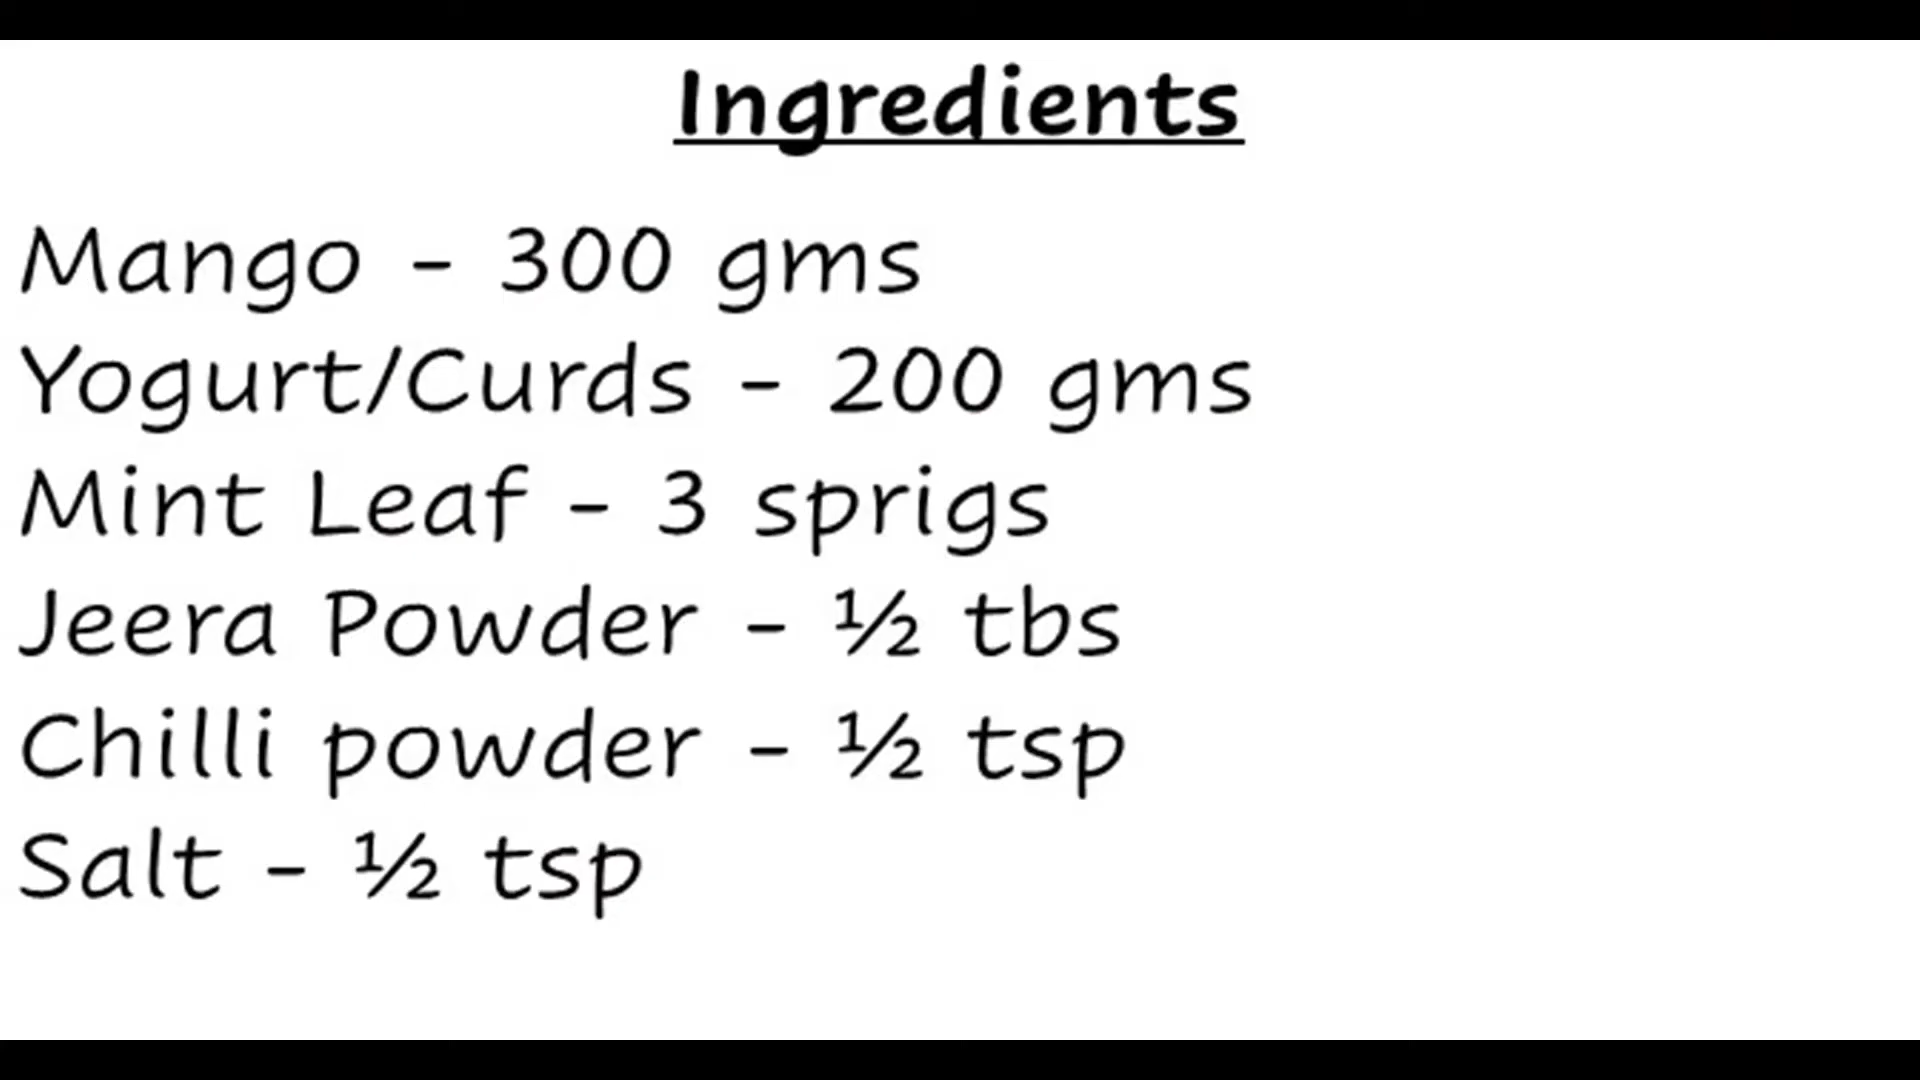 Ingredients
Mango - 300 gms
Yogurt/Curds - 200 gms
Mint Leaf - 3 sprigs
Jeera Powder - ½ tbs
Chilli powder - ½ tsp
Salt - ½ tsp